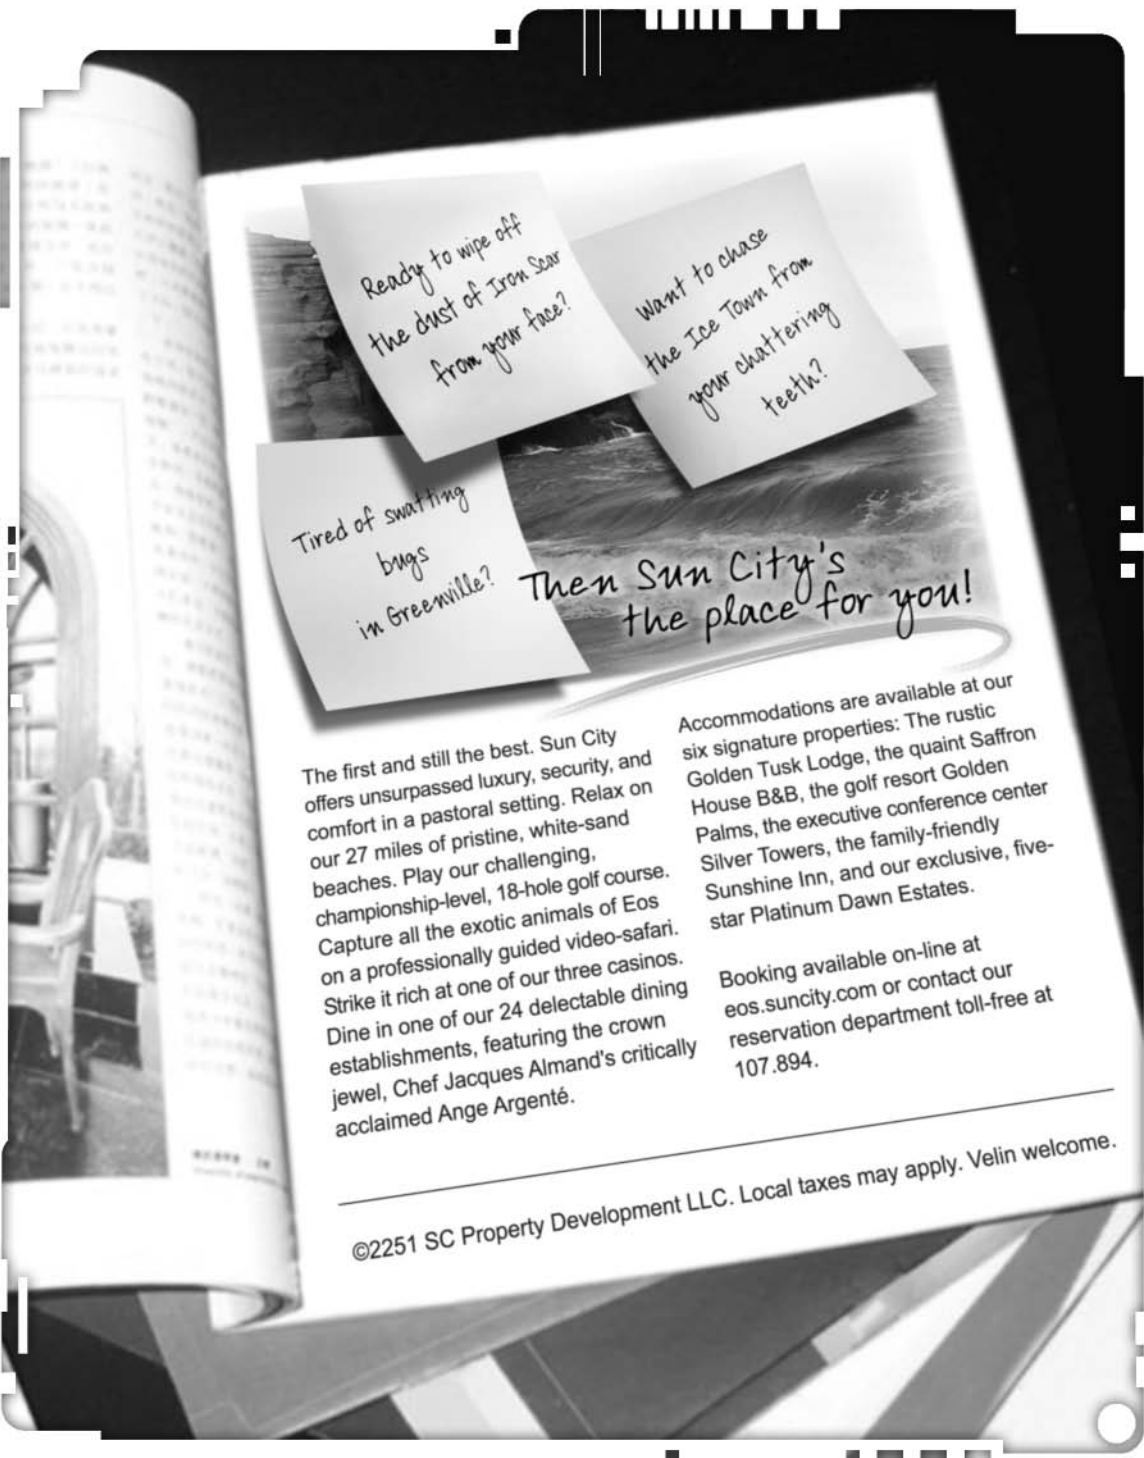 Ready to wipe off
the dust of Iron Scar
from your face?
Want to chase
the Ice Town from
your chattering
teeth?
Tired of swatting
bugs
in Greenville?
Then Sun City's
the place for you!
The first and still the best. Sun City
offers unsurpassed luxury, security, and
comfort in a pastoral setting. Relax on
our 27 miles of pristine, white-sand
beaches. Play our challenging,
championship-level, 18-hole golf course.
Capture all the exotic animals of Eos
on a professionally guided video-safari.
Strike it rich at one of our three casinos.
Dine in one of our 24 delectable dining
establishments, featuring the crown
jewel, Chef Jacques Almand's critically
acclaimed Ange Argenté.
Accommodations are available at our
six signature properties: The rustic
Golden Tusk Lodge, the quaint Saffron
House B&B, the golf resort Golden
Palms, the executive conference center
Silver Towers, the family-friendly
Sunshine Inn, and our exclusive, five-
star Platinum Dawn Estates.
Booking available on-line at
eos.suncity.com or contact our
reservation department toll-free at
107.894.
©2251 SC Property Development LLC. Local taxes may apply. Velin welcome.